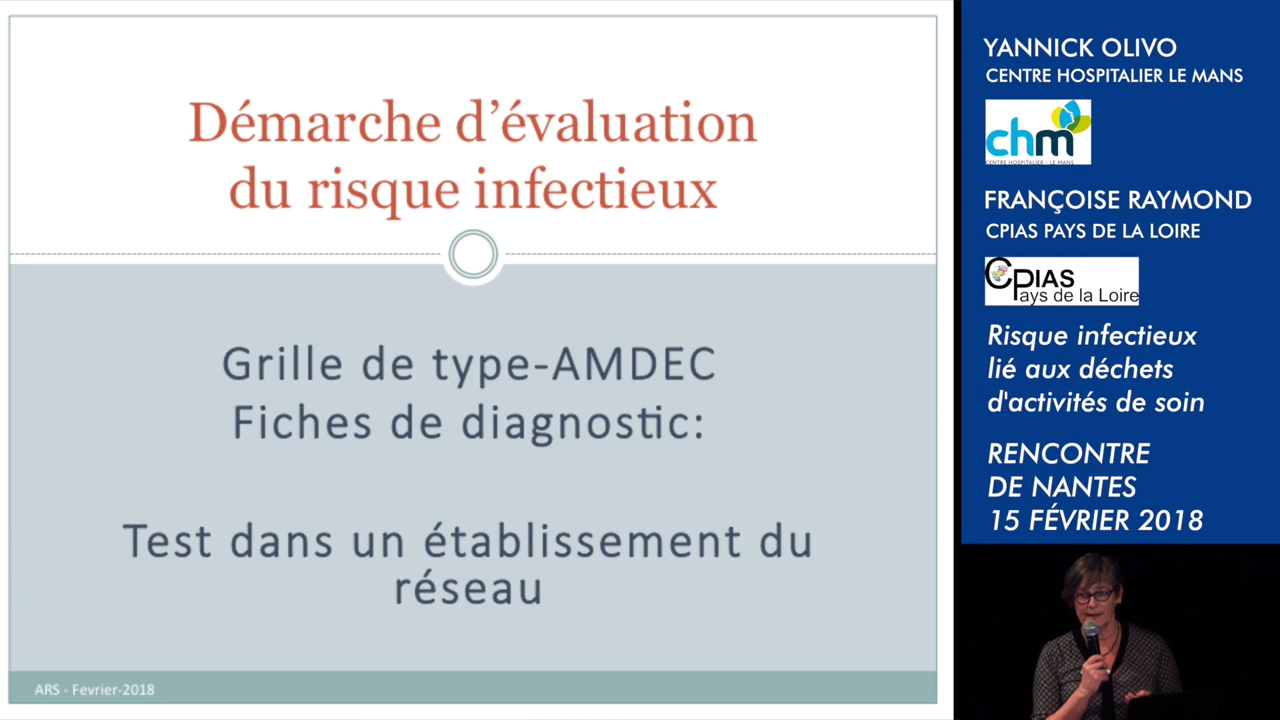 Démarche d’évaluation
du risque infectieux
Grille de type-AMDEC
Fiches de diagnostic:
Test dans un établissement du
réseau
ARS - Fevrier-2018
YANNICK OLIVO
CENTRE HOSPITALIER LE MANS
chm
CENTRE HOSPITALIER - LE MANS
FRANÇOISE RAYMOND
CPIAS PAYS DE LA LOIRE
CPIAS
Pays de la Loire
Risque infectieux
lié aux déchets
d'activités de soin
RENCONTRE
DE NANTES
15 FÉVRIER 2018